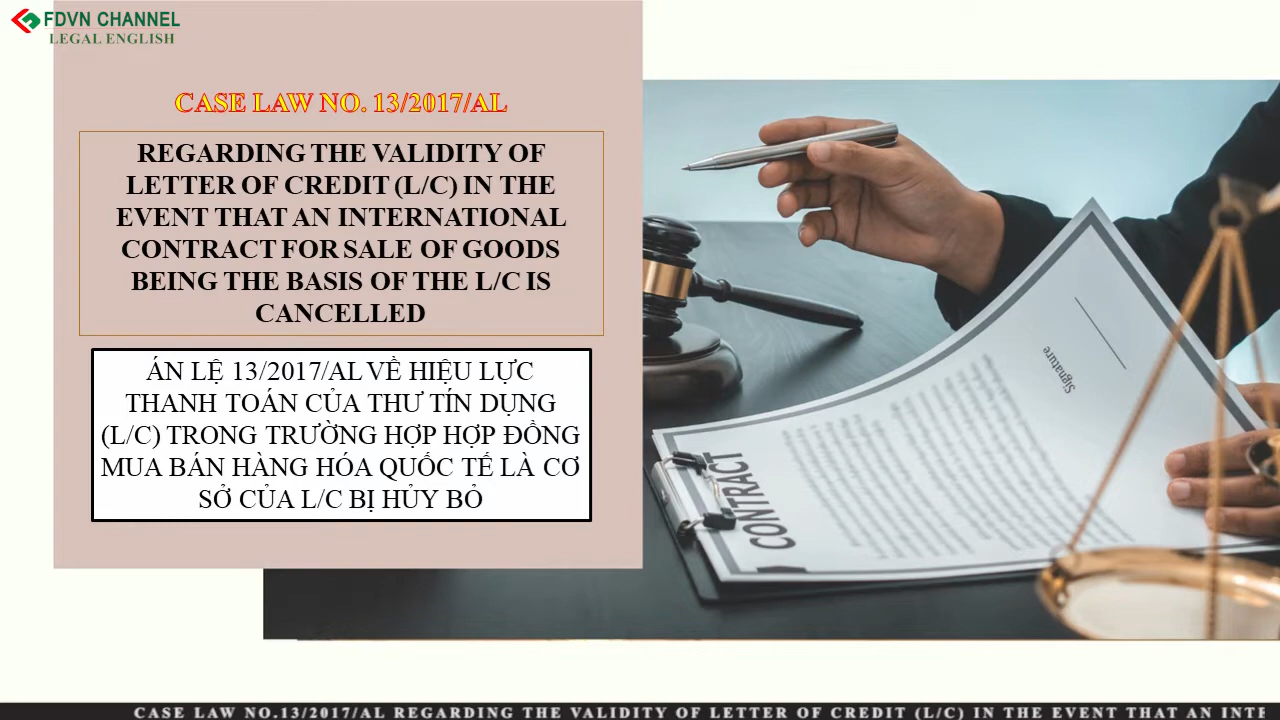 FDVN CHANNEL
LEGAL ENGLISH
CASE LAW NO. 13/2017/AL
REGARDING THE VALIDITY OF
LETTER OF CREDIT (L/C) IN THE
EVENT THAT AN INTERNATIONAL
CONTRACT FOR SALE OF GOODS
BEING THE BASIS OF THE L/C IS
CANCELLED
ÁN LỆ 13/2017/AL VỀ HIỆU LỰC
THANH TOÁN CỦA THƯ TÍN DỤNG
(L/C) TRONG TRƯỜNG HỢP HỢP ĐỒNG
MUA BÁN HÀNG HÓA QUỐC TẾ LÀ CƠ
SỞ CỦA L/C BỊ HỦY BỎ
Signature
CONTRACT
CASE LAW NO.13/2017/AL REGARDING THE VALIDITY OF LETTER OF CREDIT (L/C) IN THE EVENT THAT AN INTE